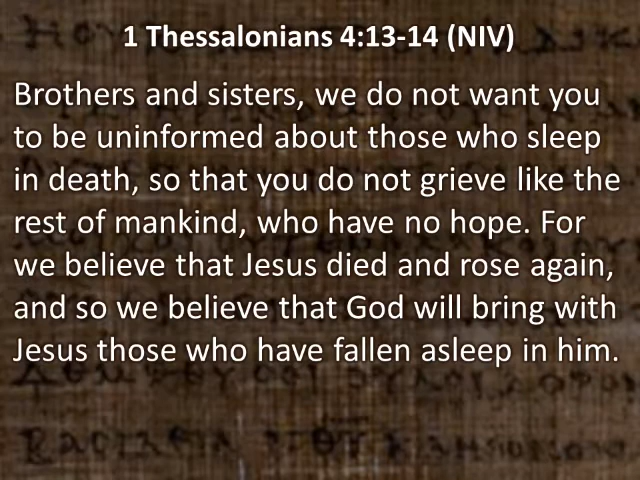 1 Thessalonians 4:13-14 (NIV)
Brothers and sisters, we do not want you
to be uninformed about those who sleep
in death, so that you do not grieve like the
rest of mankind, who have no hope. For
we believe that Jesus died and rose again,
and so we believe that God will bring with
Jesus those who have fallen asleep in him.